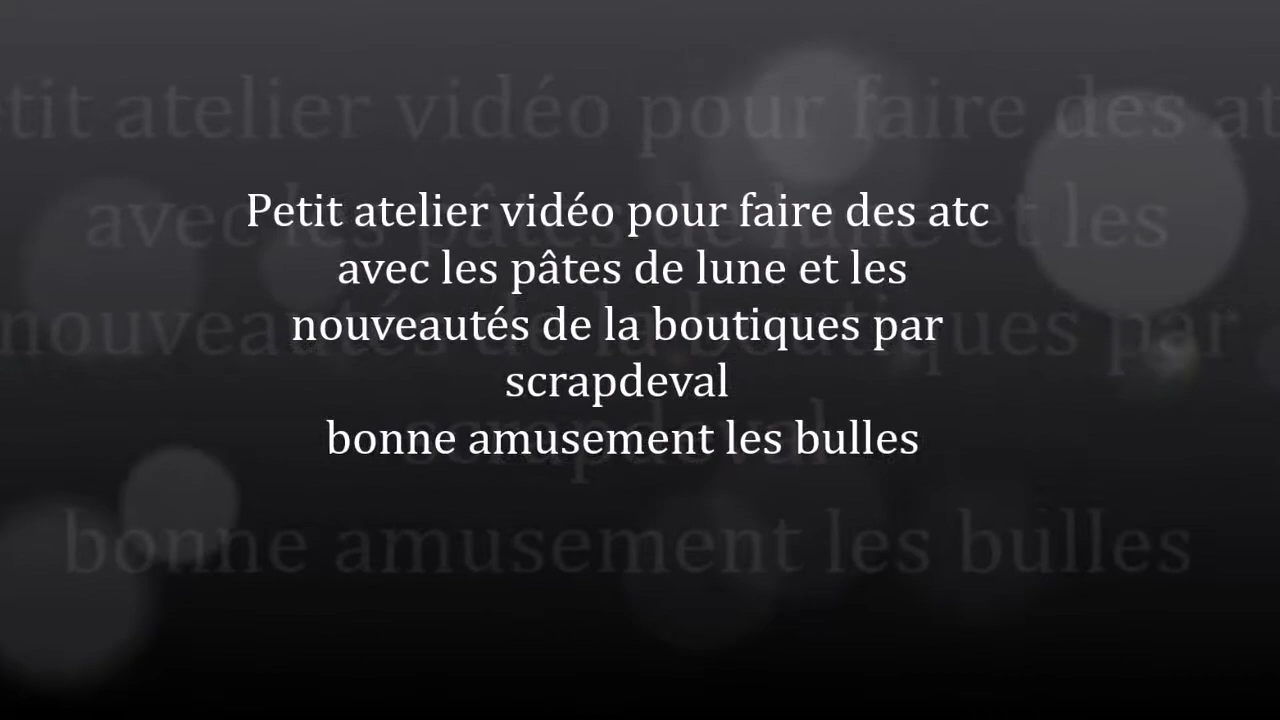 Petit atelier vidéo pour faire des atc
avec les pâtes de lune et les
nouveautés de la boutiques par
scrapdeval
bonne amusement les bulles